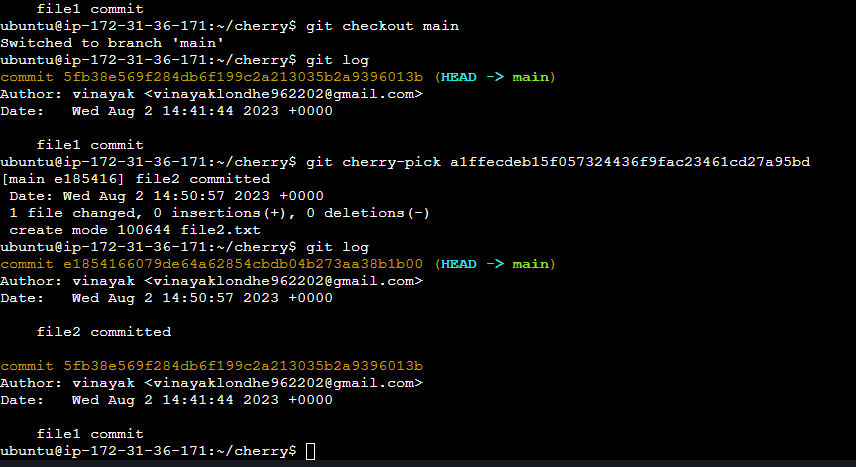 file1 commit
ubuntu@ip-172-31-36-171:~/cherry$ git checkout main
Switched to branch 'main'
ubuntu@ip-172-31-36-171:~/cherry$ git log
commit 5fb38e569f284db6f199c2a213035b2a9396013b (HEAD -> main)
Author: vinayak <vinayaklondhe962202@gmail.com>
Date:   Wed Aug 2 14:41:44 2023 +0000

    file1 commit
ubuntu@ip-172-31-36-171:~/cherry$ git cherry-pick a1ffecdeb15f057324436f9fac23461cd27a95bd
[main e185416] file2 committed
 Date: Wed Aug 2 14:50:57 2023 +0000
 1 file changed, 0 insertions(+), 0 deletions(-)
 create mode 100644 file2.txt
ubuntu@ip-172-31-36-171:~/cherry$ git log
commit e1854166079de64a62854cbdb04b273aa38b1b00 (HEAD -> main)
Author: vinayak <vinayaklondhe962202@gmail.com>
Date:   Wed Aug 2 14:50:57 2023 +0000

    file2 committed

commit 5fb38e569f284db6f199c2a213035b2a9396013b
Author: vinayak <vinayaklondhe962202@gmail.com>
Date:   Wed Aug 2 14:41:44 2023 +0000

    file1 commit
ubuntu@ip-172-31-36-171:~/cherry$